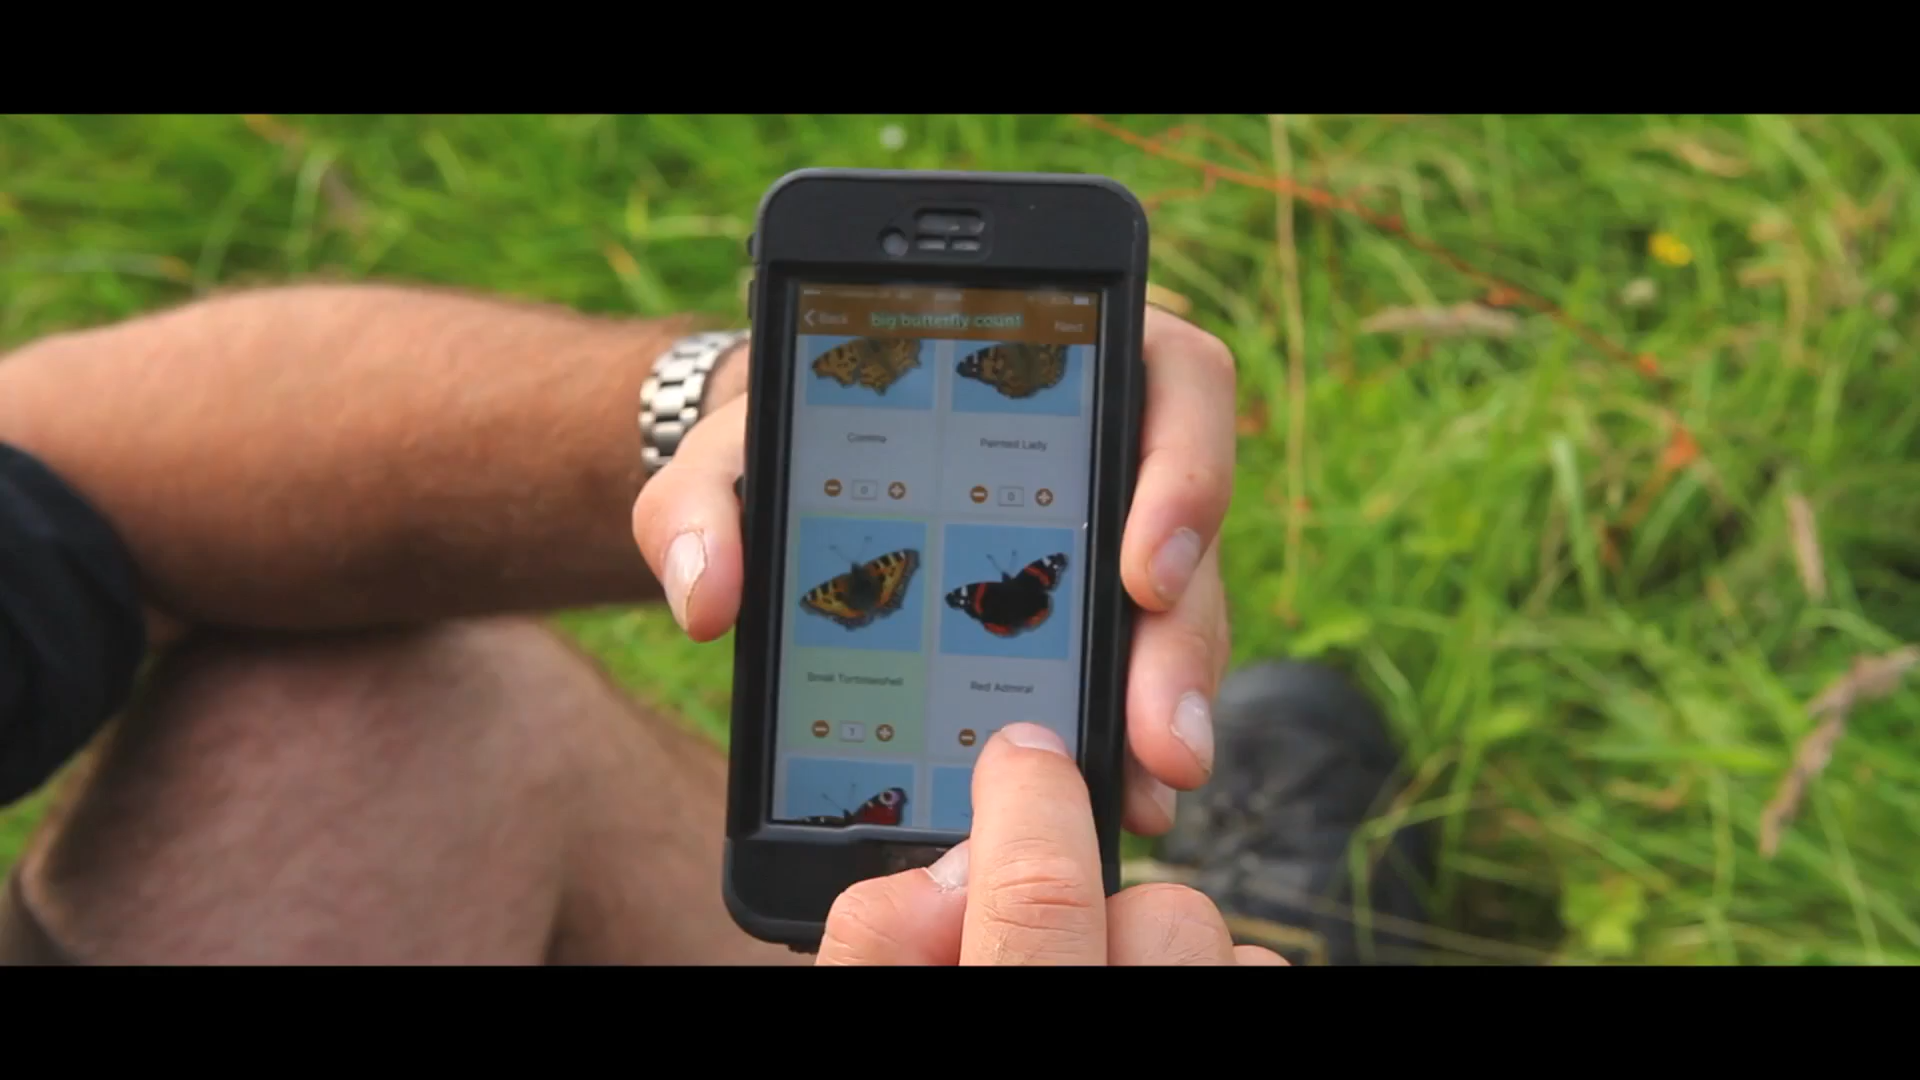 Back big butterfly count Next
Comma Painted Lady
0 0
Small Tortoiseshell Red Admiral
1